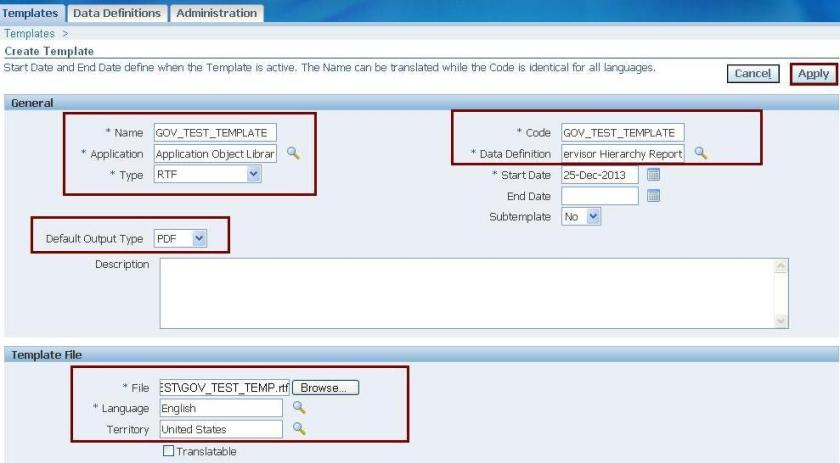 Templates Data Definitions Administration
Templates >
Create Template
Start Date and End Date define when the Template is active. The Name can be translated while the Code is identical for all languages.
Cancel Apply
General
* Name GOV_TEST_TEMPLATE * Code GOV_TEST_TEMPLATE
* Application Application Object Librar * Data Definition ervisor Hierarchy Report
* Type RTF * Start Date 25-Dec-2013
End Date
Subtemplate No
Default Output Type PDF
Description
Template File
* File EST\GOV_TEST_TEMP.rtf Browse...
* Language English
Territory United States
Translatable